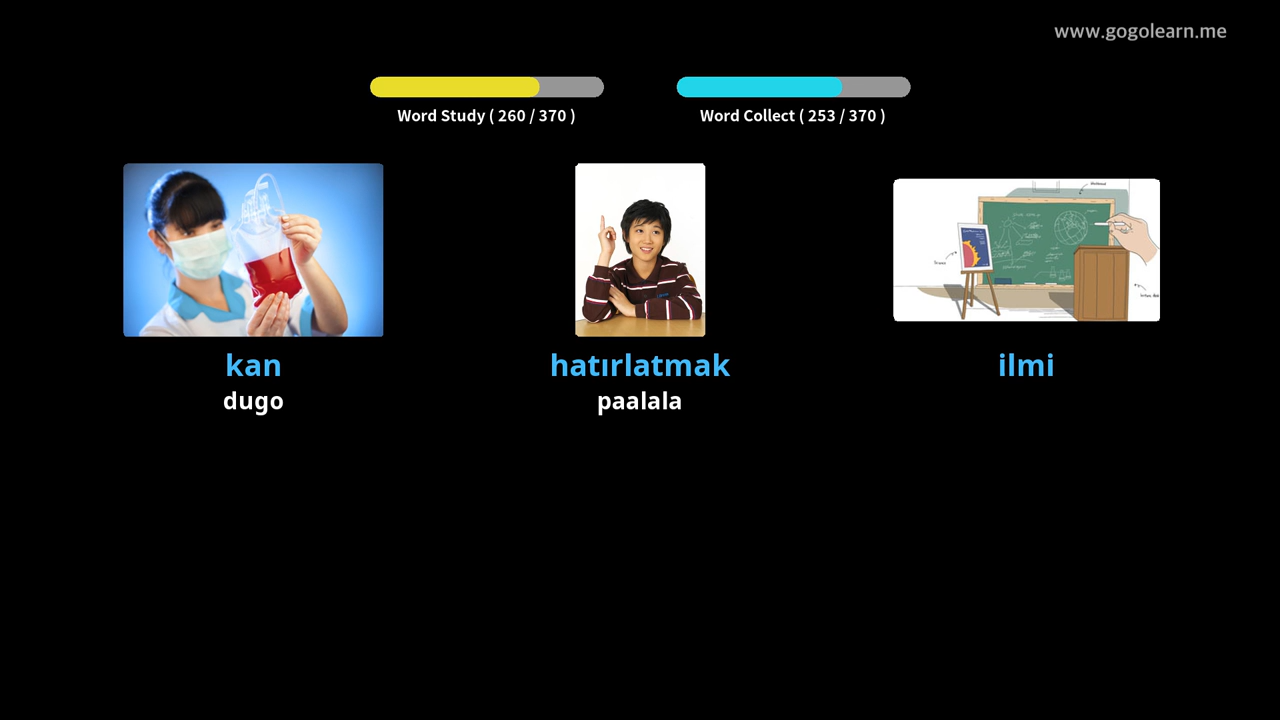 www.gogolearn.me
Word Study ( 260 / 370 )
Word Collect ( 253 / 370 )
kan
hatırlatmak
ilmi
dugo
paalala